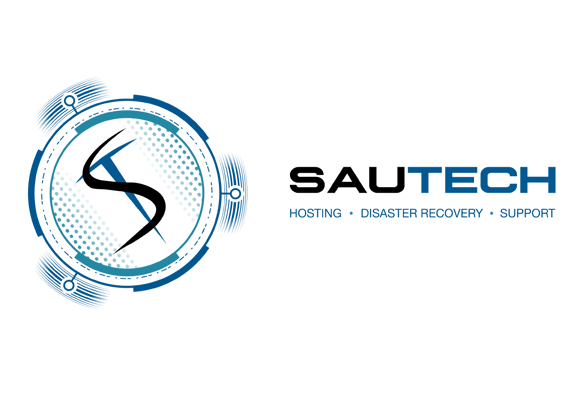 SAUTECH
HOSTING • DISASTER RECOVERY • SUPPORT